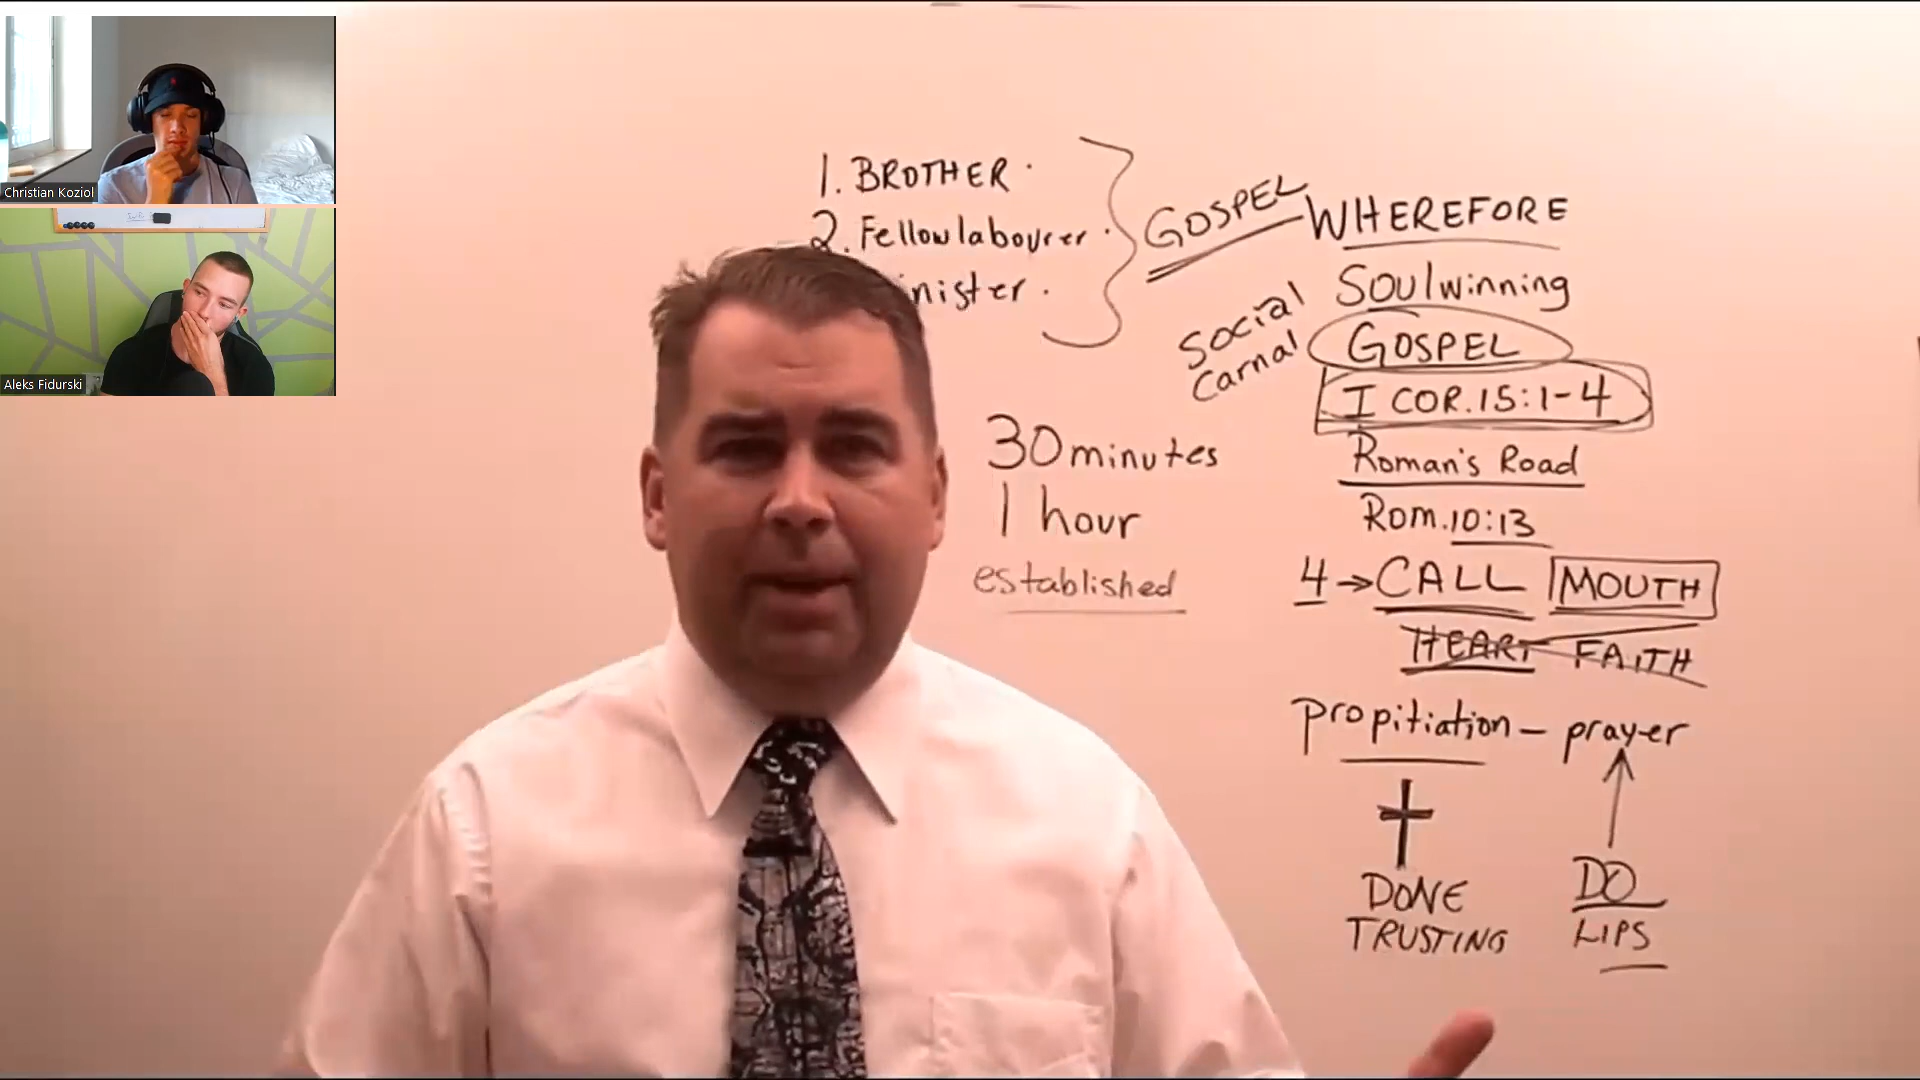 Christian Koziol
Aleks Fidurski
1. BROTHER
2. Fellowlabourer
nister
GOSPEL
WHEREFORE
Soulwinning
Social
Carnal
GOSPEL
I COR.15:1-4
Roman's Road
Rom.10:13
30 minutes
1 hour
established
4 → CALL MOUTH
HEART FAITH
propitiation - prayer
DONE
TRUSTING
DO
LIPS